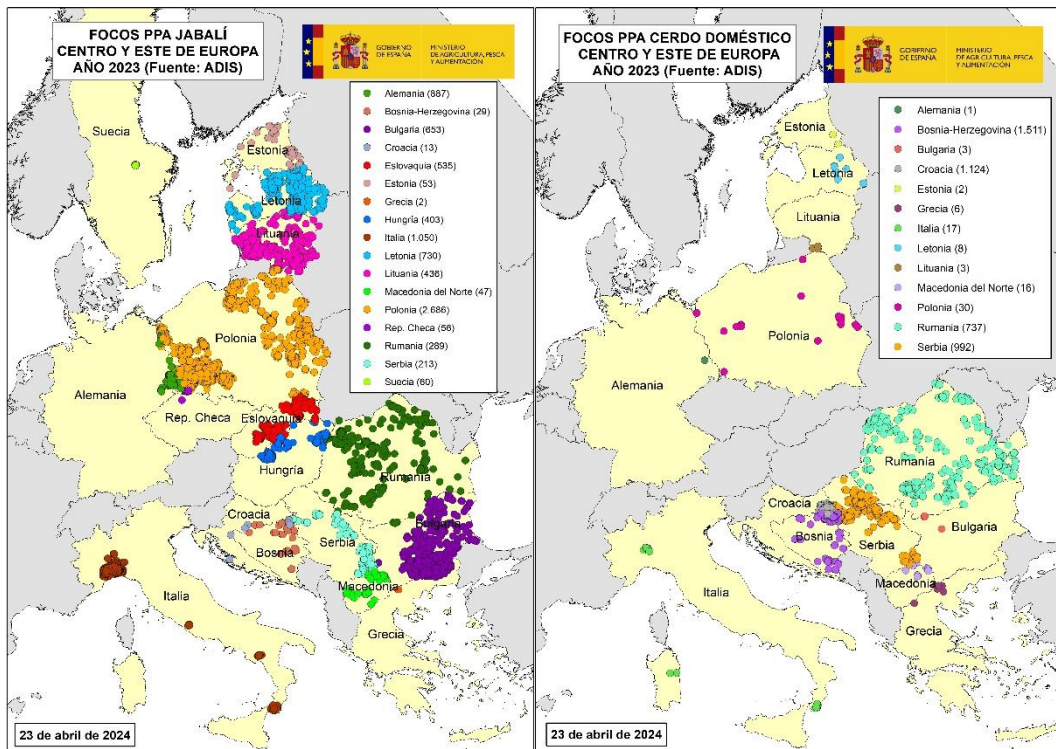 FOCOS PPA JABALÍ
CENTRO Y ESTE DE EUROPA
AÑO 2023 (Fuente: ADIS)
GOBIERNO
DE ESPAÑA
MINISTERIO
DE AGRICULTURA, PESCA
Y ALIMENTACIÓN
Alemania (887)
Bosnia-Herzegovina (29)
Bulgaria (653)
Croacia (13)
Eslovaquia (535)
Estonia (53)
Grecia (2)
Hungría (403)
Italia (1.050)
Letonia (730)
Lituania (436)
Macedonia del Norte (47)
Polonia (2.686)
Rep. Checa (56)
Rumania (289)
Serbia (213)
Suecia (60)
Suecia
Estonia
Letonia
Lituania
Polonia
Alemania
Rep. Checa
Eslovaquia
Hungría
Rumania
Croacia
Bosnia
Serbia
Bulgaria
Macedonia
Italia
Grecia
23 de abril de 2024
FOCOS PPA CERDO DOMÉSTICO
CENTRO Y ESTE DE EUROPA
AÑO 2023 (Fuente: ADIS)
GOBIERNO
DE ESPAÑA
MINISTERIO
DE AGRICULTURA, PESCA
Y ALIMENTACIÓN
Alemania (1)
Bosnia-Herzegovina (1.511)
Bulgaria (3)
Croacia (1.124)
Estonia (2)
Grecia (6)
Italia (17)
Letonia (8)
Lituania (3)
Macedonia del Norte (16)
Polonia (30)
Rumania (737)
Serbia (992)
Estonia
Letonia
Lituania
Polonia
Alemania
Rumanía
Croacia
Bosnia
Serbia
Bulgaria
Macedonia
Italia
Grecia
23 de abril de 2024